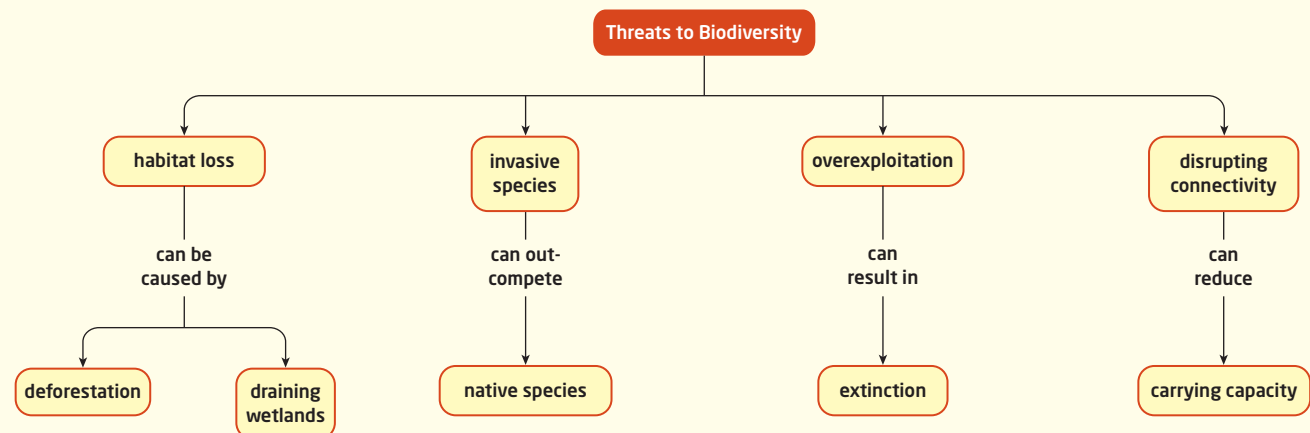 Threats to Biodiversity
habitat loss
invasive
species
overexploitation
disrupting
connectivity
can be
caused by
can out-
compete
can
result in
can
reduce
deforestation
draining
wetlands
native species
extinction
carrying capacity